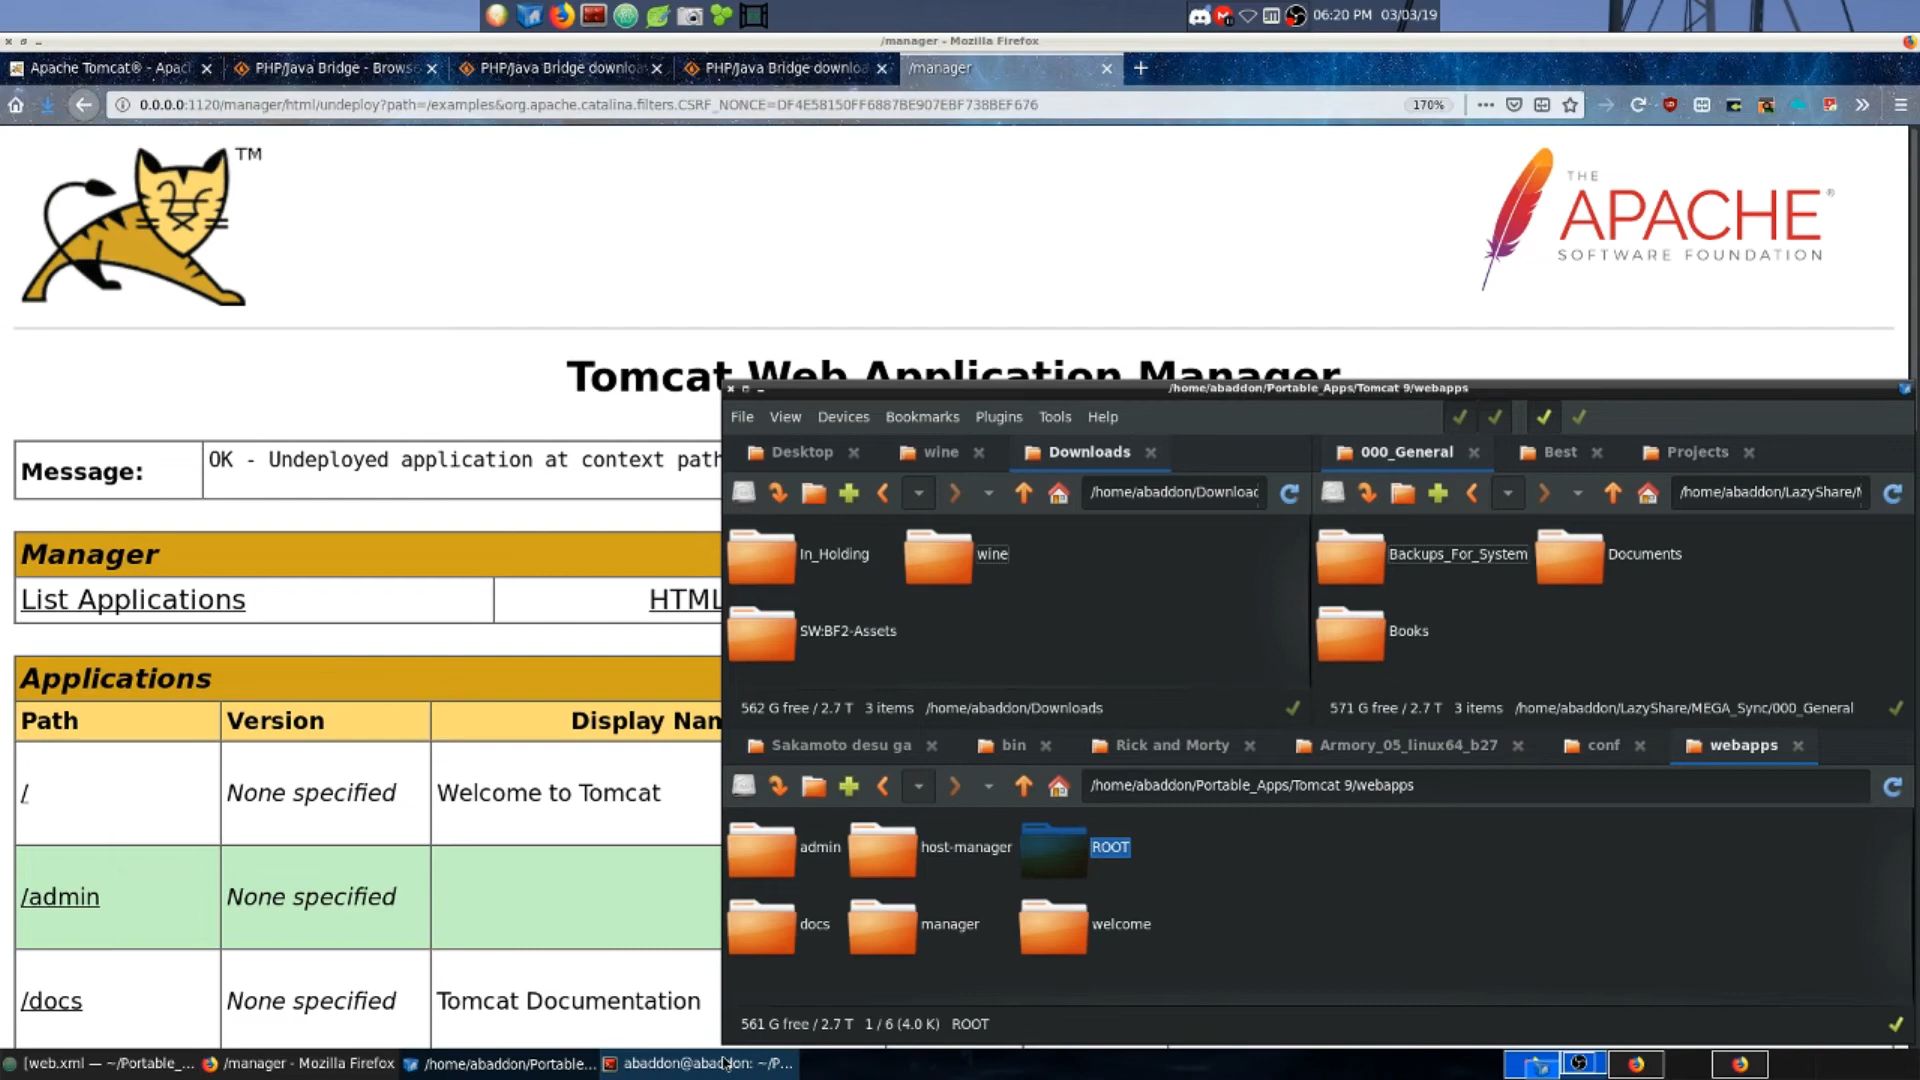 06:20 PM 03/03/19
/manager - Mozilla Firefox
Apache Tomcat® - Apacl
PHP/Java Bridge - Browse
PHP/Java Bridge downloa
PHP/Java Bridge downloa
/manager
0.0.0.0:1120/manager/html/undeploy?path=/examples&org.apache.catalina.filters.CSRF_NONCE=DF4E58150FF6887BE907EBF738BEF676
170%
TM
THE
APACHE®
SOFTWARE FOUNDATION
Tomcat Web Application Manager
Message:
OK - Undeployed application at context path
Manager
List Applications
HTML
Applications
Path
Version
Display Nam
/
None specified
Welcome to Tomcat
/admin
None specified
/docs
None specified
Tomcat Documentation
/home/abaddon/Portable_Apps/Tomcat 9/webapps
File View Devices Bookmarks Plugins Tools Help
Desktop
wine
Downloads
/home/abaddon/Download
In_Holding
wine
SW:BF2-Assets
562 G free / 2.7 T 3 items /home/abaddon/Downloads
000_General
Best
Projects
/home/abaddon/LazyShare/M
Backups_For_System
Documents
Books
571 G free / 2.7 T 3 items /home/abaddon/LazyShare/MEGA_Sync/000_General
Sakamoto desu ga
bin
Rick and Morty
Armory_05_linux64_b27
conf
webapps
/home/abaddon/Portable_Apps/Tomcat 9/webapps
admin
host-manager
ROOT
docs
manager
welcome
561 G free / 2.7 T 1 / 6 (4.0 K) ROOT
[web.xml — ~/Portable_...
/manager - Mozilla Firefox
/home/abaddon/Portable...
abaddon@abaddon: ~/P...